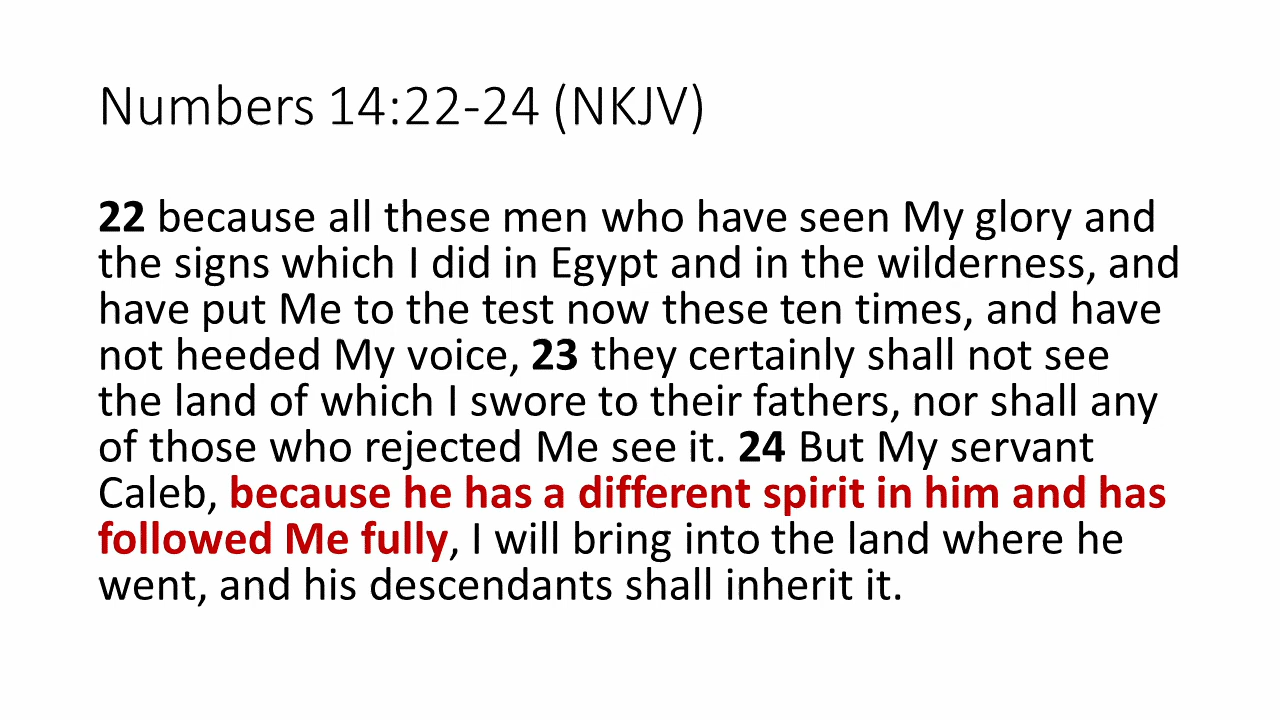 Numbers 14:22-24 (NKJV)
22 because all these men who have seen My glory and
the signs which I did in Egypt and in the wilderness, and
have put Me to the test now these ten times, and have
not heeded My voice, 23 they certainly shall not see
the land of which I swore to their fathers, nor shall any
of those who rejected Me see it. 24 But My servant
Caleb, because he has a different spirit in him and has
followed Me fully, I will bring into the land where he
went, and his descendants shall inherit it.